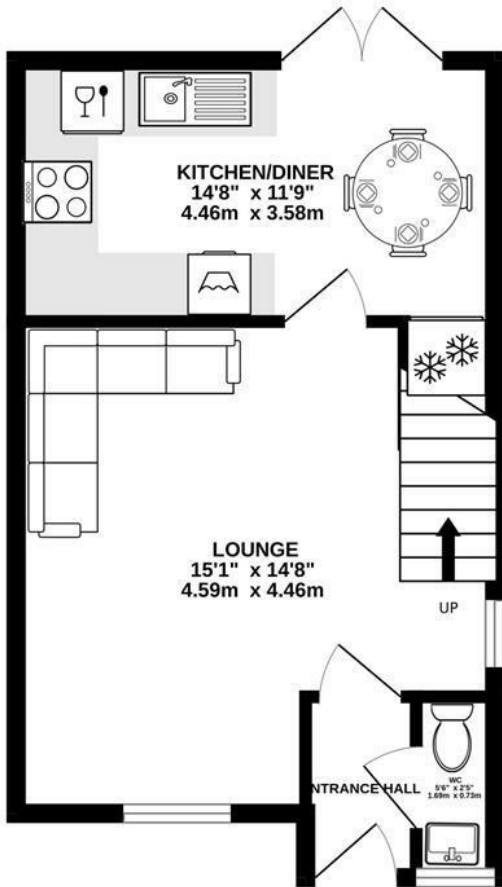 KITCHEN/DINER
14'8" x 11'9"
4.46m x 3.58m
LOUNGE
15'1" x 14'8"
4.59m x 4.46m
UP
NTRANCE HALL
WC
5'6" x 2'5"
1.69m x 0.73m